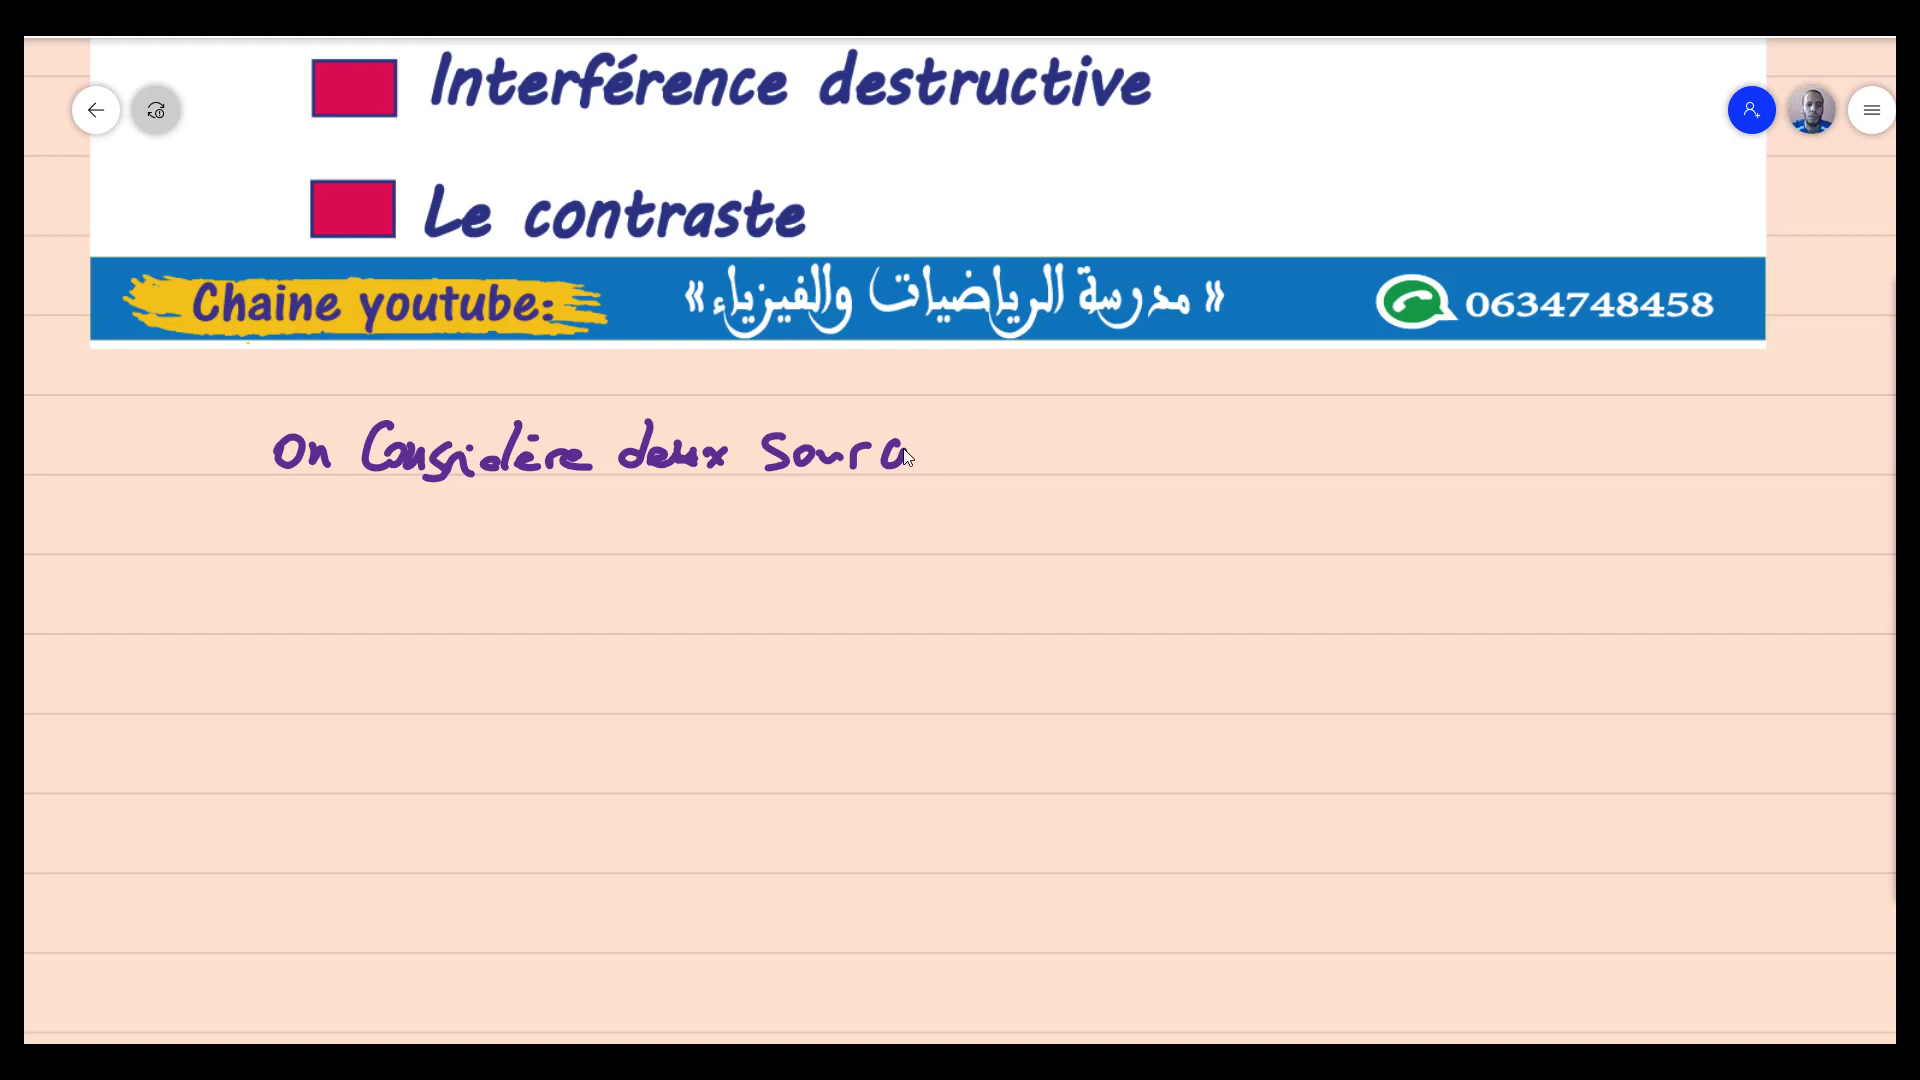 Interférence destructive
Le contraste
Chaine youtube: « مدرسة الرياضيات والفيزياء » 0634748458
On Considère deux Sourc